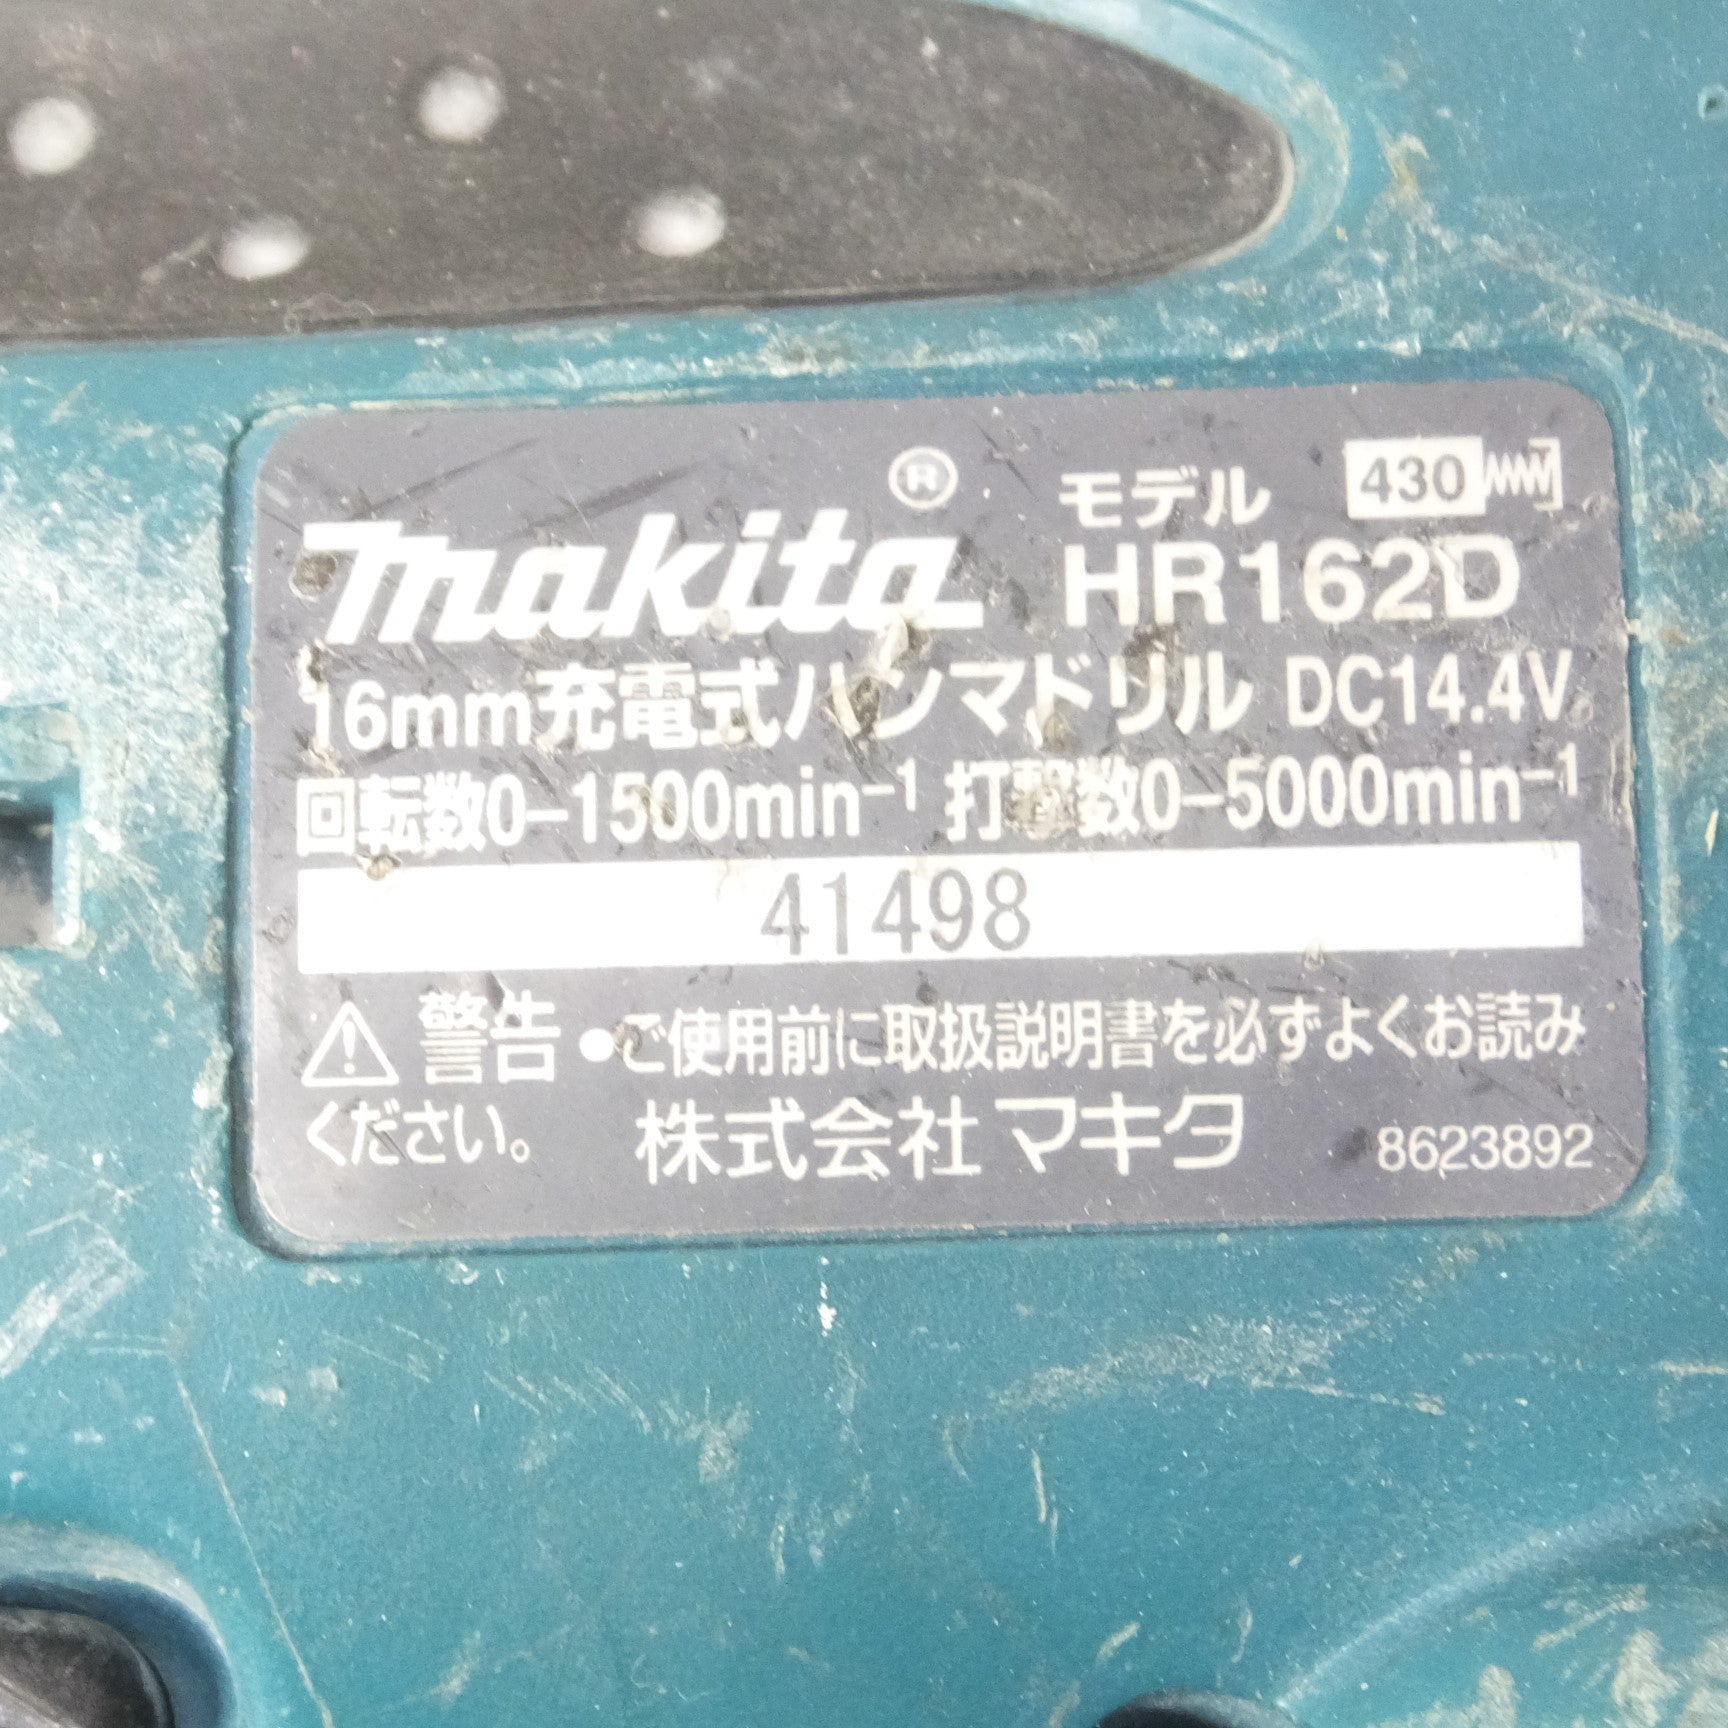 makita® モデル 430
HR162D
16mm充電式ハンマドリル DC14.4V
回転数0-1500min⁻¹ 打撃数0-5000min⁻¹
41498
⚠警告 ●ご使用前に取扱説明書を必ずよくお読み
ください。 株式会社マキタ 8623892